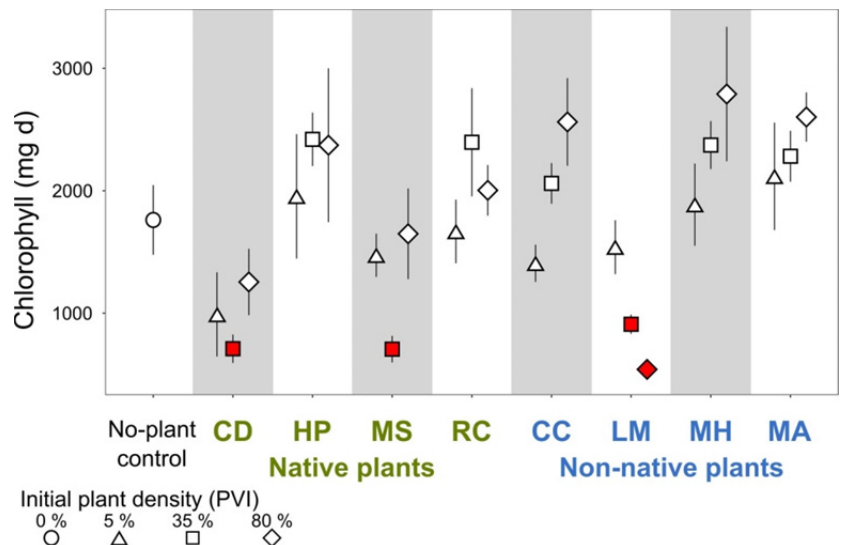 Chlorophyll (mg d)
3000
2000
1000
No-plant control
CD HP MS RC CC LM MH MA
Native plants Non-native plants
Initial plant density (PVI)
0 % 5 % 35 % 80 %